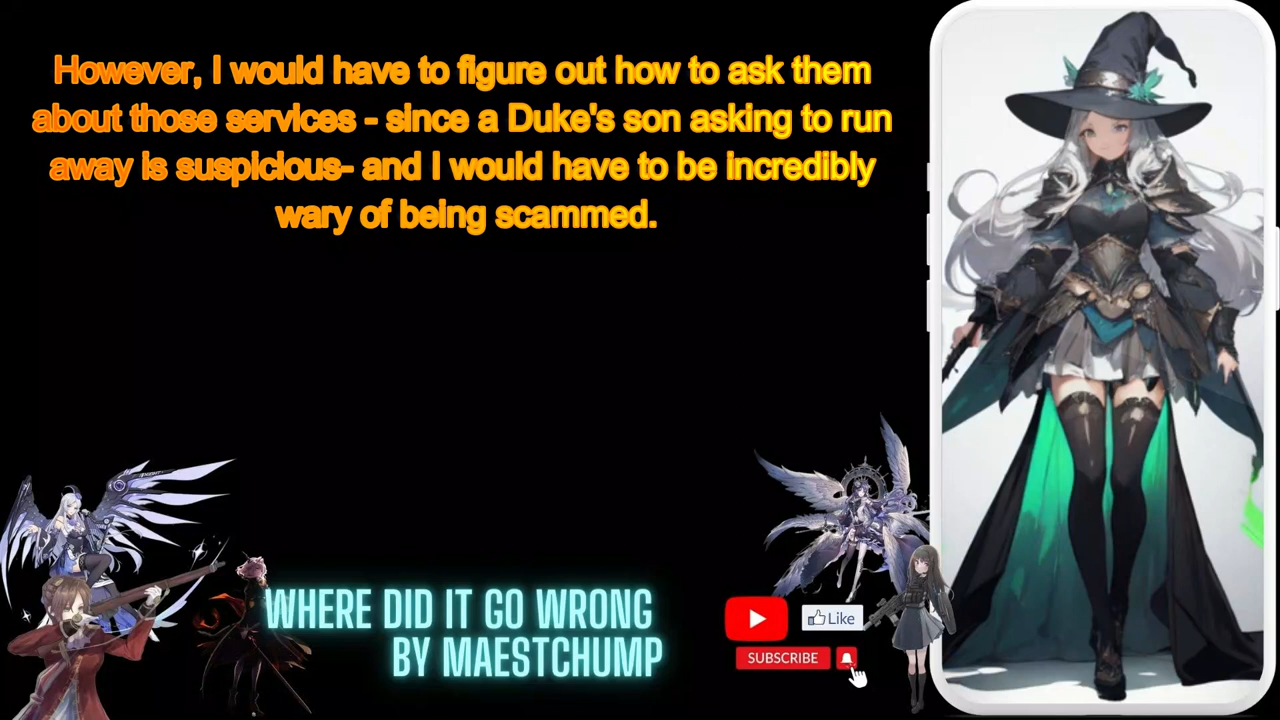 However, I would have to figure out how to ask them
about those services - since a Duke's son asking to run
away is suspicious- and I would have to be incredibly
wary of being scammed.
WHERE DID IT GO WRONG
BY MAESTCHUMP
Like
SUBSCRIBE